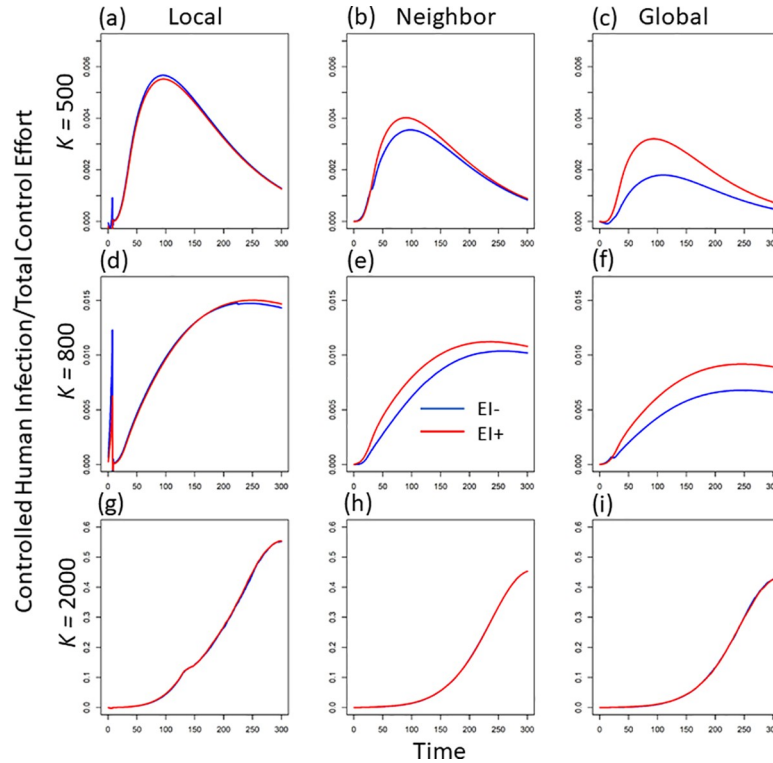 (a) Local (b) Neighbor (c) Global
Controlled Human Infection/Total Control Effort
K = 500
0.006
0.004
0.002
0.000
0 50 100 150 200 250 300
0.006
0.004
0.002
0.000
0 50 100 150 200 250 300
0.006
0.004
0.002
0.000
0 50 100 150 200 250 300
(d) (e) (f)
K = 800
0.015
0.010
0.005
0.000
0 50 100 150 200 250 300
0.015
0.010
0.005
0.000
EI-
EI+
0 50 100 150 200 250 300
0.015
0.010
0.005
0.000
0 50 100 150 200 250 300
(g) (h) (i)
K = 2000
0.6
0.5
0.4
0.3
0.2
0.1
0.0
0 50 100 150 200 250 300
0.6
0.5
0.4
0.3
0.2
0.1
0.0
0 50 100 150 200 250 300
0.6
0.5
0.4
0.3
0.2
0.1
0.0
0 50 100 150 200 250 300
Time